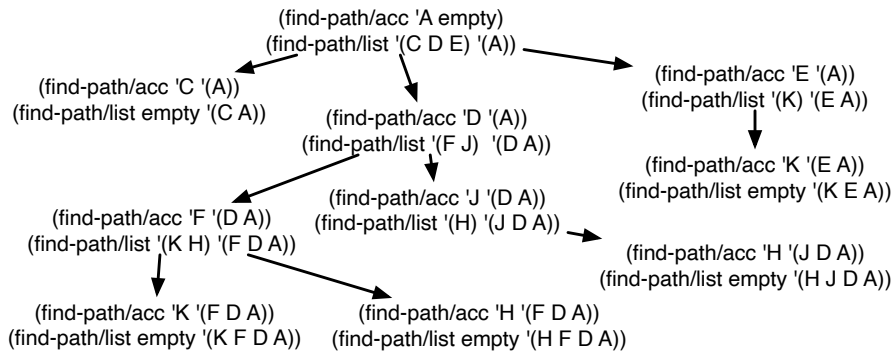 (find-path/acc 'A empty)
(find-path/list '(C D E) '(A))
(find-path/acc 'C '(A))
(find-path/list empty '(C A))
(find-path/acc 'D '(A))
(find-path/list '(F J) '(D A))
(find-path/acc 'E '(A))
(find-path/list '(K) '(E A))
(find-path/acc 'K '(E A))
(find-path/list empty '(K E A))
(find-path/acc 'F '(D A))
(find-path/list '(K H) '(F D A))
(find-path/acc 'J '(D A))
(find-path/list '(H) '(J D A))
(find-path/acc 'H '(J D A))
(find-path/list empty '(H J D A))
(find-path/acc 'K '(F D A))
(find-path/list empty '(K F D A))
(find-path/acc 'H '(F D A))
(find-path/list empty '(H F D A))